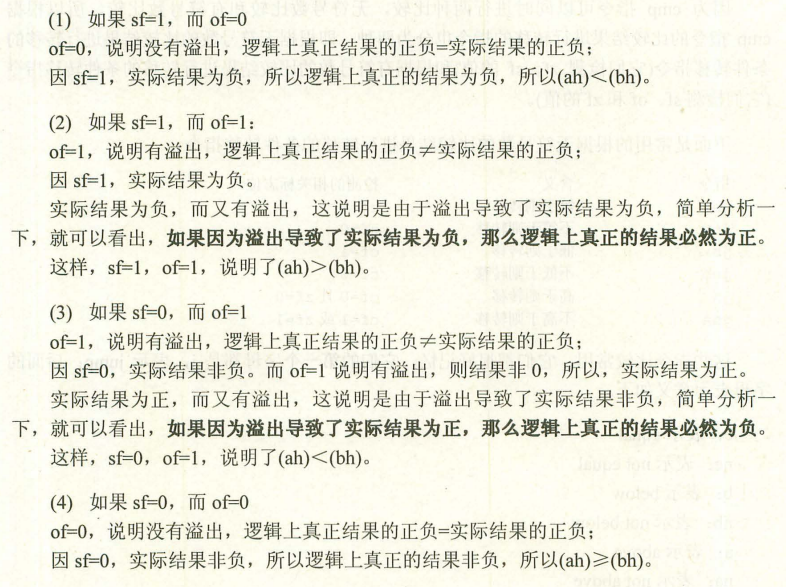 (1) 如果 sf=1，而 of=0
of=0，说明没有溢出，逻辑上真正结果的正负=实际结果的正负；
因 sf=1，实际结果为负，所以逻辑上真正的结果为负，所以(ah)＜(bh)。
(2) 如果 sf=1，而 of=1：
of=1，说明有溢出，逻辑上真正结果的正负≠实际结果的正负；
因 sf=1，实际结果为负。
实际结果为负，而又有溢出，这说明是由于溢出导致了实际结果为负，简单分析一
下，就可以看出，如果因为溢出导致了实际结果为负，那么逻辑上真正的结果必然为正。
这样，sf=1，of=1，说明了(ah)＞(bh)。
(3) 如果 sf=0，而 of=1
of=1，说明有溢出，逻辑上真正结果的正负≠实际结果的正负；
因 sf=0，实际结果非负。而 of=1 说明有溢出，则结果非 0，所以，实际结果为正。
实际结果为正，而又有溢出，这说明是由于溢出导致了实际结果非负，简单分析一
下，就可以看出，如果因为溢出导致了实际结果为正，那么逻辑上真正的结果必然为负。
这样，sf=0，of=1，说明了(ah)＜(bh)。
(4) 如果 sf=0，而 of=0
of=0，说明没有溢出，逻辑上真正结果的正负=实际结果的正负；
因 sf=0，实际结果非负，所以逻辑上真正的结果非负，所以(ah)≥(bh)。